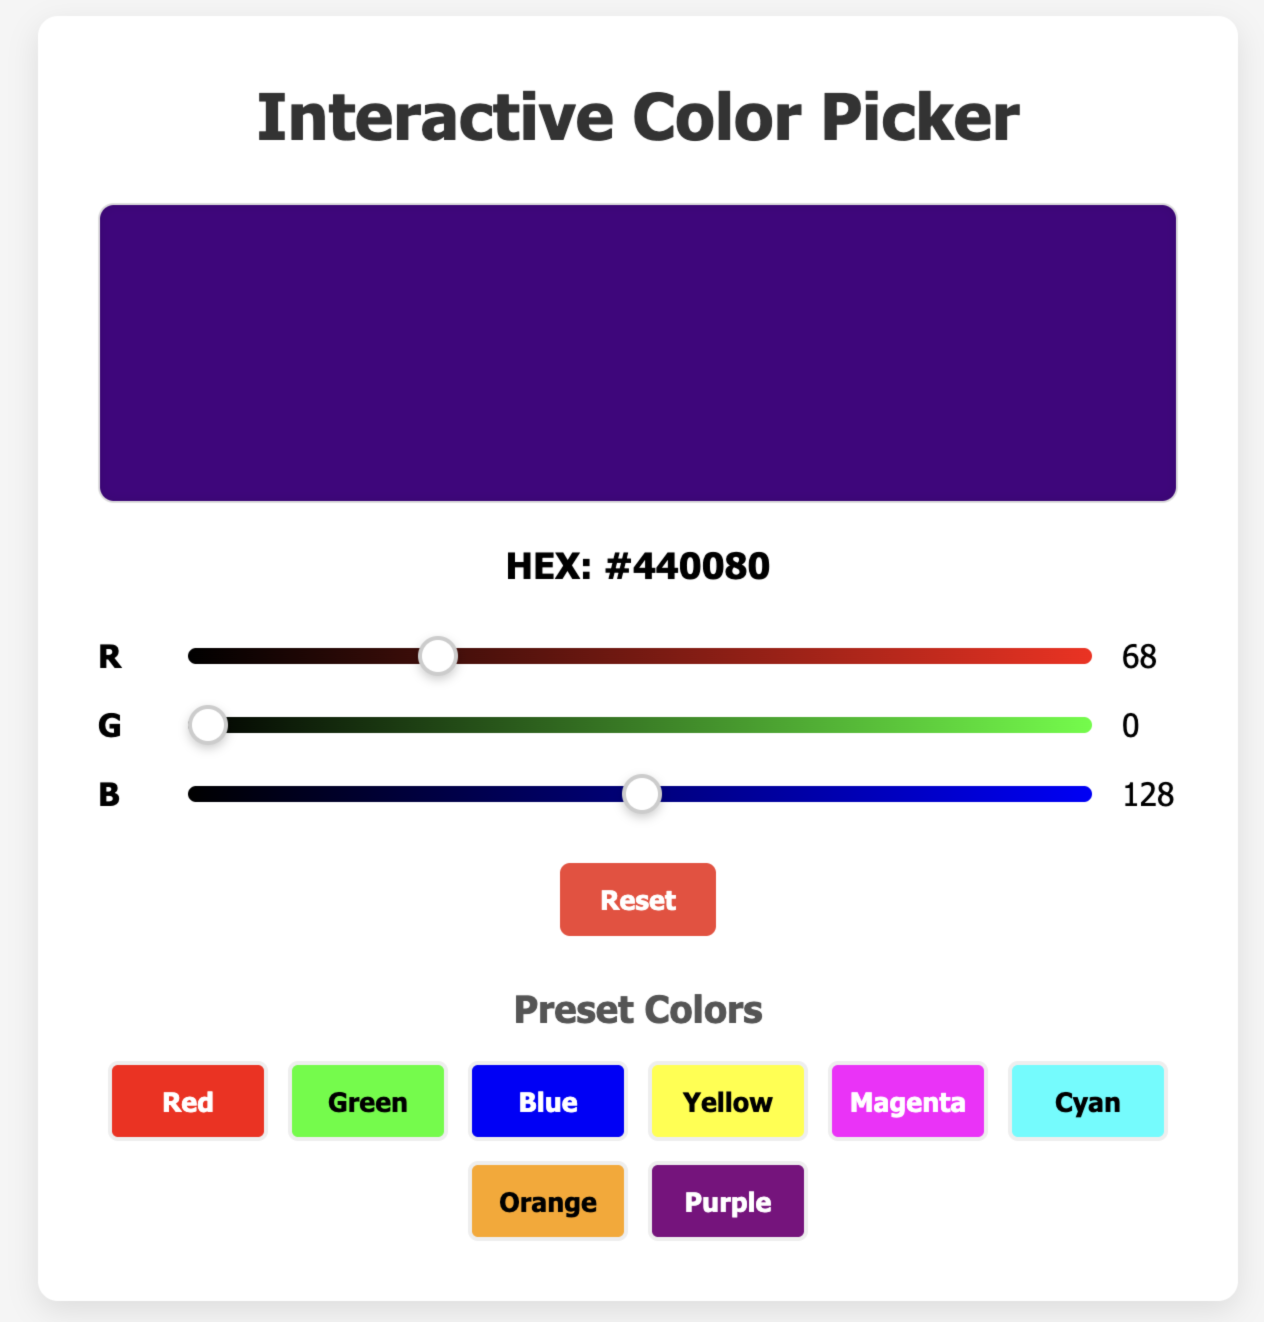 Interactive Color Picker
HEX: #440080
R 68
G 0
B 128
Reset
Preset Colors
Red Green Blue Yellow Magenta Cyan
Orange Purple